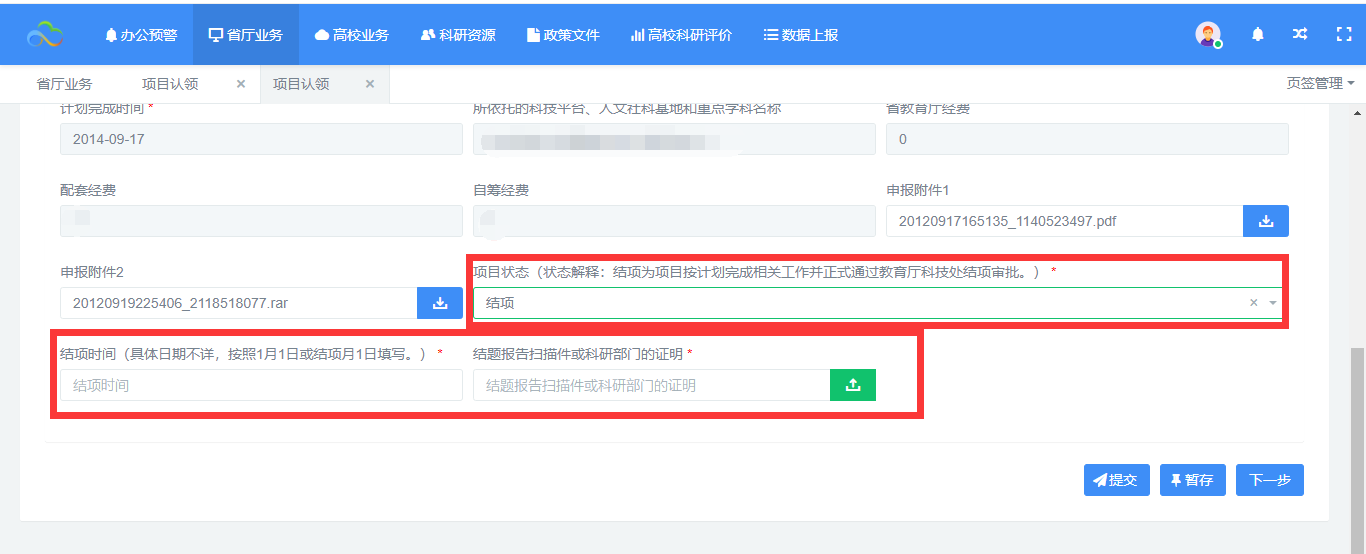 办公预警 省厅业务 高校业务 科研资源 政策文件 高校科研评价 数据上报
省厅业务 项目认领 × 项目认领 × 页签管理
计划完成时间 * 所依托的科技平台、人文社科基地和重点学科名称 省教育厅经费
2014-09-17 0
配套经费 自筹经费 申报附件1
20120917165135_1140523497.pdf
申报附件2 项目状态（状态解释：结项为项目按计划完成相关工作并正式通过教育厅科技处结项审批。） *
20120919225406_2118518077.rar 结项 ×
结项时间（具体日期不详，按照1月1日或结项月1日填写。） * 结题报告扫描件或科研部门的证明 *
结项时间 结题报告扫描件或科研部门的证明
提交 暂存 下一步